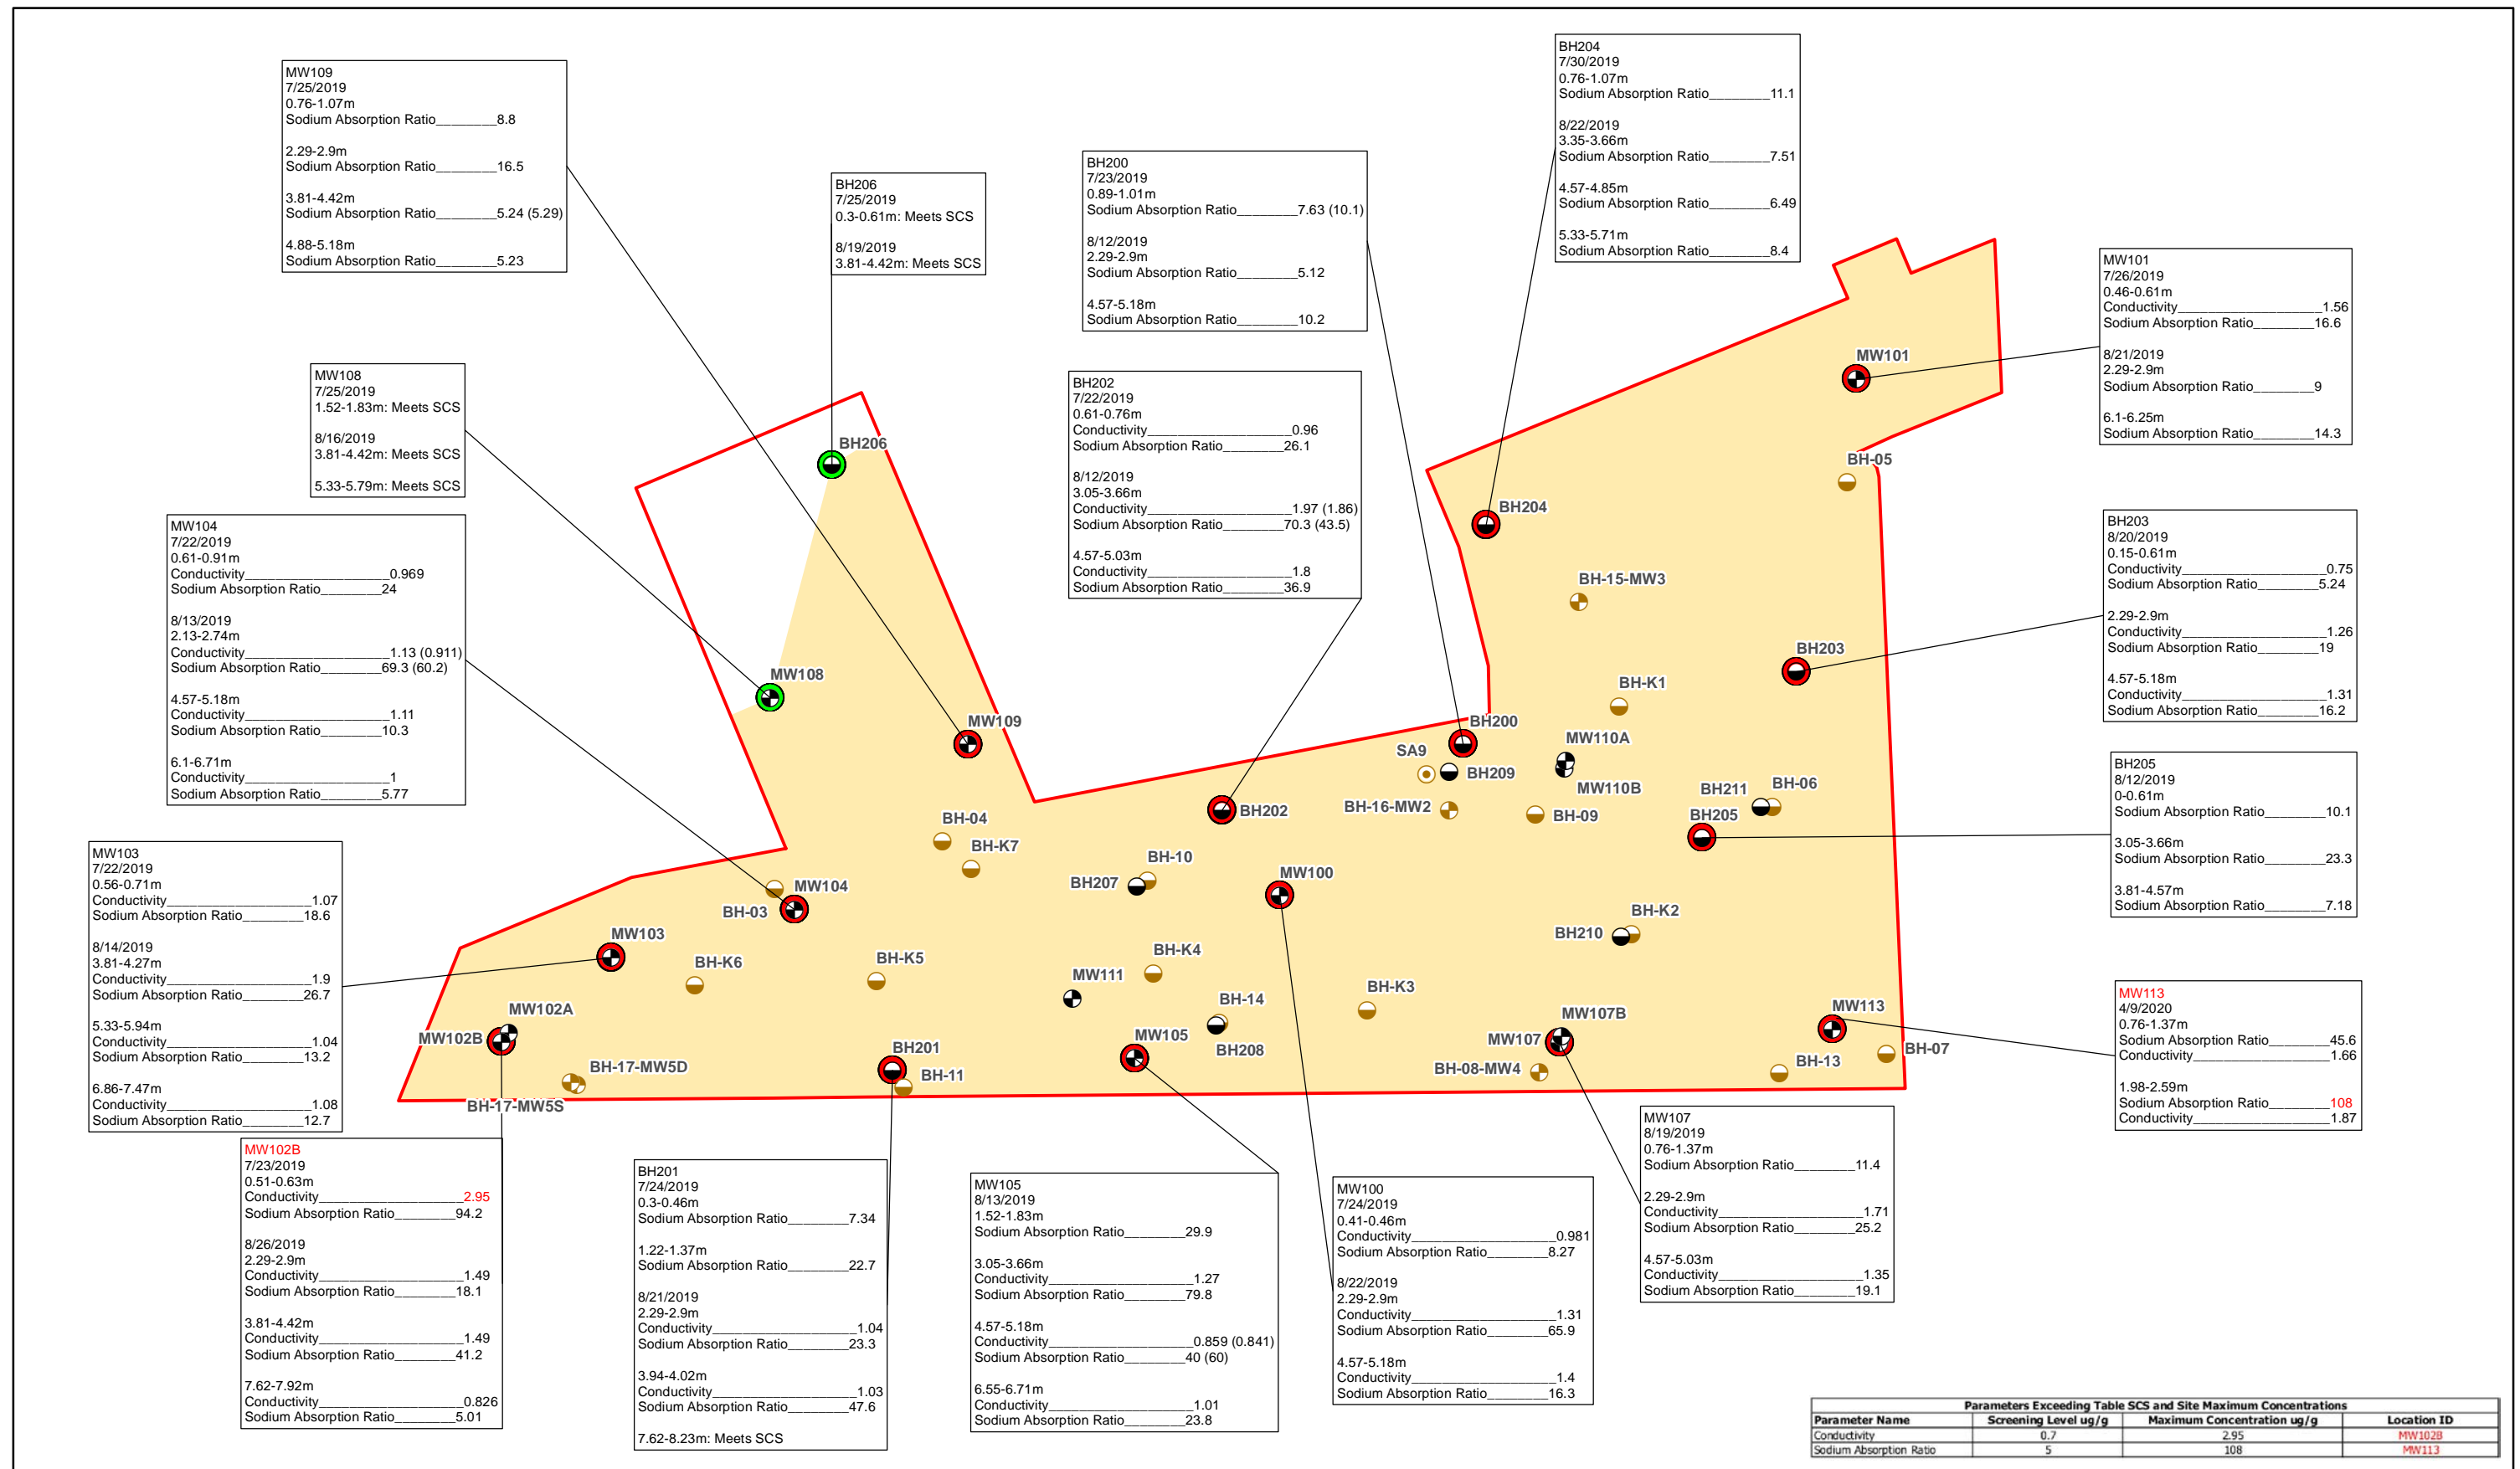 MW109
7/25/2019
0.76-1.07m
Sodium Absorption Ratio________8.8
2.29-2.9m
Sodium Absorption Ratio________16.5
3.81-4.42m
Sodium Absorption Ratio________5.24 (5.29)
4.88-5.18m
Sodium Absorption Ratio________5.23
BH206
7/25/2019
0.3-0.61m: Meets SCS
8/19/2019
3.81-4.42m: Meets SCS
BH200
7/23/2019
0.89-1.01m
Sodium Absorption Ratio________7.63 (10.1)
8/12/2019
2.29-2.9m
Sodium Absorption Ratio________5.12
4.57-5.18m
Sodium Absorption Ratio________10.2
BH204
7/30/2019
0.76-1.07m
Sodium Absorption Ratio________11.1
8/22/2019
3.35-3.66m
Sodium Absorption Ratio________7.51
4.57-4.85m
Sodium Absorption Ratio________6.49
5.33-5.71m
Sodium Absorption Ratio________8.4
MW101
7/26/2019
0.46-0.61m
Conductivity___________________1.56
Sodium Absorption Ratio________16.6
8/21/2019
2.29-2.9m
Sodium Absorption Ratio________9
6.1-6.25m
Sodium Absorption Ratio________14.3
MW108
7/25/2019
1.52-1.83m: Meets SCS
8/16/2019
3.81-4.42m: Meets SCS
5.33-5.79m: Meets SCS
BH202
7/22/2019
0.61-0.76m
Conductivity___________________0.96
Sodium Absorption Ratio________26.1
8/12/2019
3.05-3.66m
Conductivity___________________1.97 (1.86)
Sodium Absorption Ratio________70.3 (43.5)
4.57-5.03m
Conductivity___________________1.8
Sodium Absorption Ratio________36.9
MW104
7/22/2019
0.61-0.91m
Conductivity___________________0.969
Sodium Absorption Ratio________24
8/13/2019
2.13-2.74m
Conductivity___________________1.13 (0.911)
Sodium Absorption Ratio________69.3 (60.2)
4.57-5.18m
Conductivity___________________1.11
Sodium Absorption Ratio________10.3
6.1-6.71m
Conductivity___________________1
Sodium Absorption Ratio________5.77
BH203
8/20/2019
0.15-0.61m
Conductivity___________________0.75
Sodium Absorption Ratio________5.24
2.29-2.9m
Conductivity___________________1.26
Sodium Absorption Ratio________19
4.57-5.18m
Conductivity___________________1.31
Sodium Absorption Ratio________16.2
BH205
8/12/2019
0-0.61m
Sodium Absorption Ratio________10.1
3.05-3.66m
Sodium Absorption Ratio________23.3
3.81-4.57m
Sodium Absorption Ratio________7.18
MW103
7/22/2019
0.56-0.71m
Conductivity___________________1.07
Sodium Absorption Ratio________18.6
8/14/2019
3.81-4.27m
Conductivity___________________1.9
Sodium Absorption Ratio________26.7
5.33-5.94m
Conductivity___________________1.04
Sodium Absorption Ratio________13.2
6.86-7.47m
Conductivity___________________1.08
Sodium Absorption Ratio________12.7
MW113
4/9/2020
0.76-1.37m
Sodium Absorption Ratio________45.6
Conductivity___________________1.66
1.98-2.59m
Sodium Absorption Ratio________108
Conductivity___________________1.87
MW102B
7/23/2019
0.51-0.63m
Conductivity___________________2.95
Sodium Absorption Ratio________94.2
8/26/2019
2.29-2.9m
Conductivity___________________1.49
Sodium Absorption Ratio________18.1
3.81-4.42m
Conductivity___________________1.49
Sodium Absorption Ratio________41.2
7.62-7.92m
Conductivity___________________0.826
Sodium Absorption Ratio________5.01
BH201
7/24/2019
0.3-0.46m
Sodium Absorption Ratio________7.34
1.22-1.37m
Sodium Absorption Ratio________22.7
8/21/2019
2.29-2.9m
Conductivity___________________1.04
Sodium Absorption Ratio________23.3
3.94-4.02m
Conductivity___________________1.03
Sodium Absorption Ratio________47.6
7.62-8.23m: Meets SCS
MW105
8/13/2019
1.52-1.83m
Sodium Absorption Ratio________29.9
3.05-3.66m
Conductivity___________________1.27
Sodium Absorption Ratio________79.8
4.57-5.18m
Conductivity___________________0.859 (0.841)
Sodium Absorption Ratio________40 (60)
6.55-6.71m
Conductivity___________________1.01
Sodium Absorption Ratio________23.8
MW100
7/24/2019
0.41-0.46m
Conductivity___________________0.981
Sodium Absorption Ratio________8.27
8/22/2019
2.29-2.9m
Conductivity___________________1.31
Sodium Absorption Ratio________65.9
4.57-5.18m
Conductivity___________________1.4
Sodium Absorption Ratio________16.3
MW107
8/19/2019
0.76-1.37m
Sodium Absorption Ratio________11.4
2.29-2.9m
Conductivity___________________1.71
Sodium Absorption Ratio________25.2
4.57-5.03m
Conductivity___________________1.35
Sodium Absorption Ratio________19.1
MW101
BH206
BH-05
BH204
BH-15-MW3
BH203
MW108
BH-K1
MW109
BH200
MW110A
SA9
BH209
MW110B
BH211
BH-06
BH-16-MW2
BH202
BH-09
BH205
BH-04
BH-K7
BH-10
BH207
MW100
MW104
BH-03
BH-K2
BH210
MW103
BH-K6
BH-K5
MW111
BH-K4
BH-K3
BH-14
MW113
MW102A
MW102B
MW107B
MW107
BH208
MW105
BH201
BH-07
BH-17-MW5D
BH-11
BH-08-MW4
BH-13
BH-17-MW5S
Parameters Exceeding Table SCS and Site Maximum Concentrations
Parameter Name Screening Level ug/g Maximum Concentration ug/g Location ID
Conductivity 0.7 2.95 MW102B
Sodium Absorption Ratio 5 108 MW113